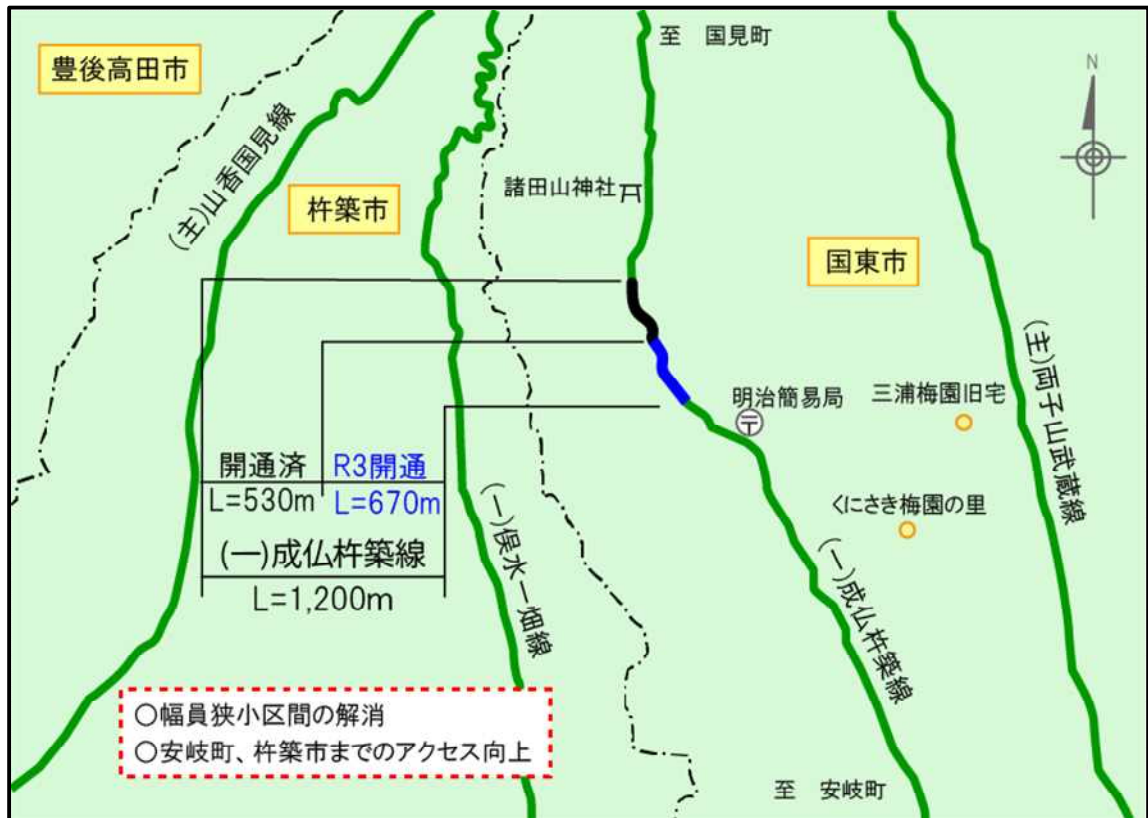 至 国見町
豊後高田市
N
(主)山香国見線
諸田山神社
杵築市
国東市
(主)両子山武蔵線
明治簡易局
三浦梅園旧宅
開通済
R3開通
L=530m
L=670m
くにさき梅園の里
(一)俣水一畑線
(一)成仏杵築線
L=1,200m
(一)成仏杵築線
○幅員狭小区間の解消
○安岐町、杵築市までのアクセス向上
至 安岐町